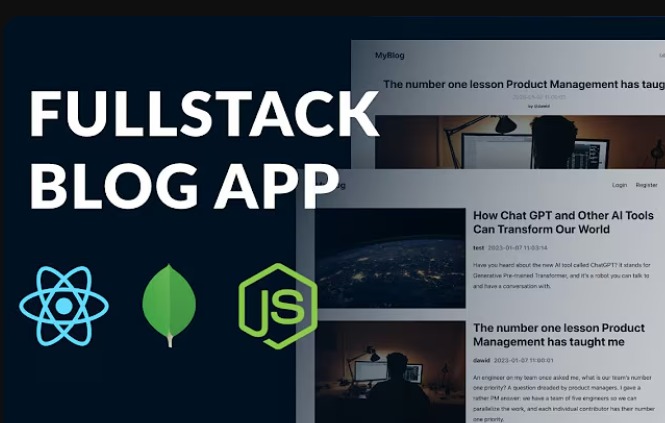 FULLSTACK
BLOG APP
JS
MyBlog
The number one lesson Product Management has taug
by dawid
Login Register
How Chat GPT and Other AI Tools
Can Transform Our World
test 2023-01-07 11:03:14
Have you heard about the new AI tool called ChatGPT? It stands for
Generative Pre-trained Transformer, and it's a robot you can talk to
and have a conversation with.
The number one lesson Product
Management has taught me
dawid 2023-01-07 11:00:01
An engineer on my team once asked me, what is our team's number
one priority? A question dreaded by product managers. I gave a
rather PM answer: we have a team of five engineers so we can
parallelize the work, and each individual contributor has their number
one priority.